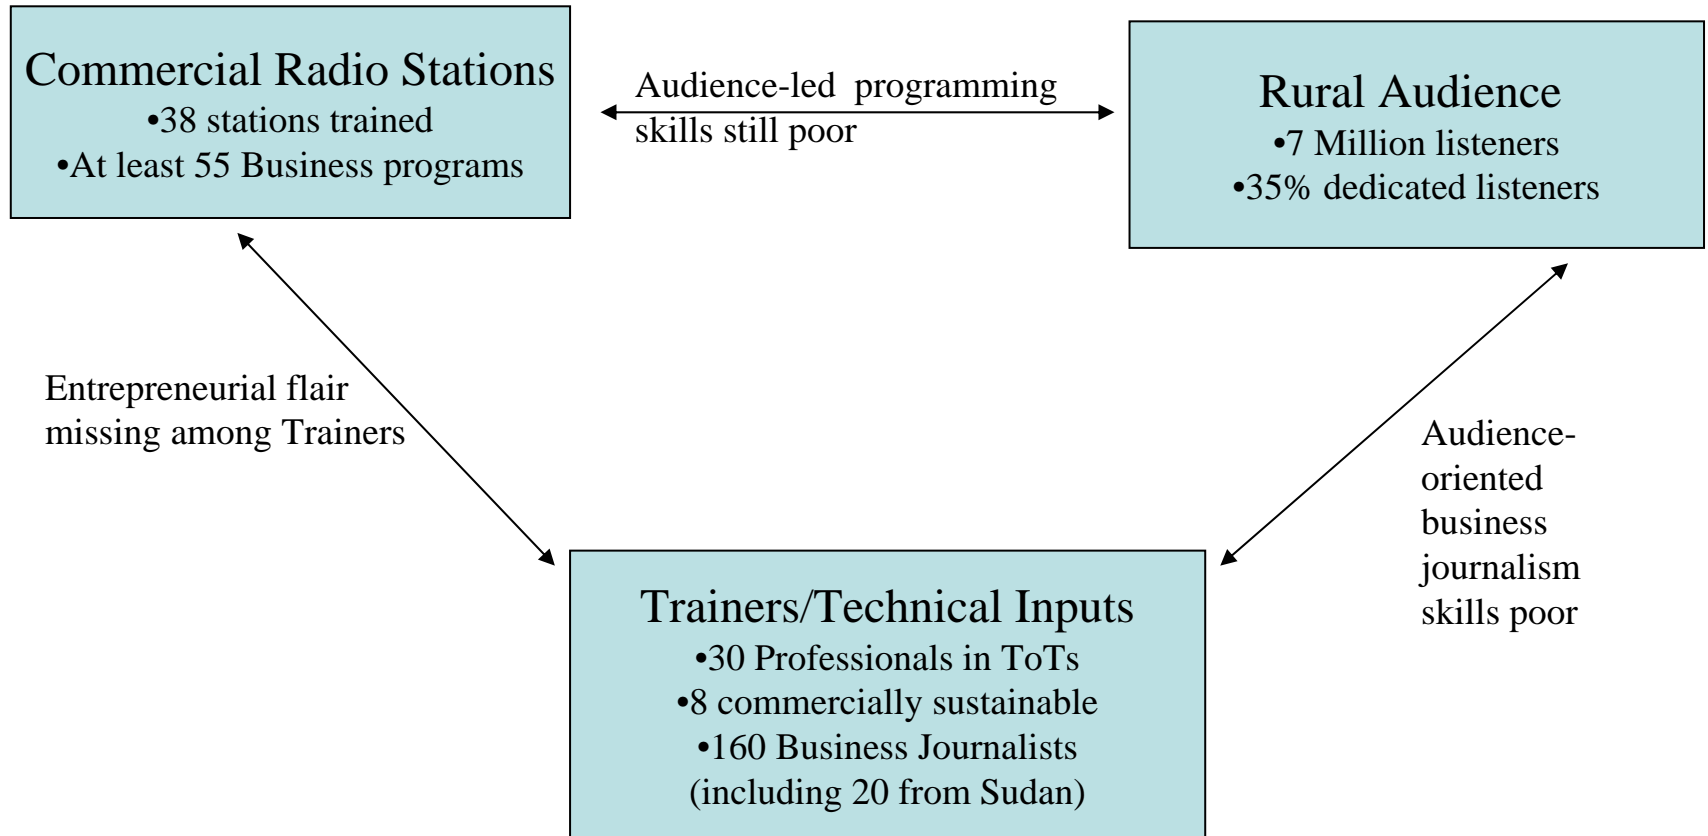 Commercial Radio Stations
•38 stations trained
•At least 55 Business programs
Audience-led programming
skills still poor
Rural Audience
•7 Million listeners
•35% dedicated listeners
Entrepreneurial flair
missing among Trainers
Audience-
oriented
business
journalism
skills poor
Trainers/Technical Inputs
•30 Professionals in ToTs
•8 commercially sustainable
•160 Business Journalists
(including 20 from Sudan)